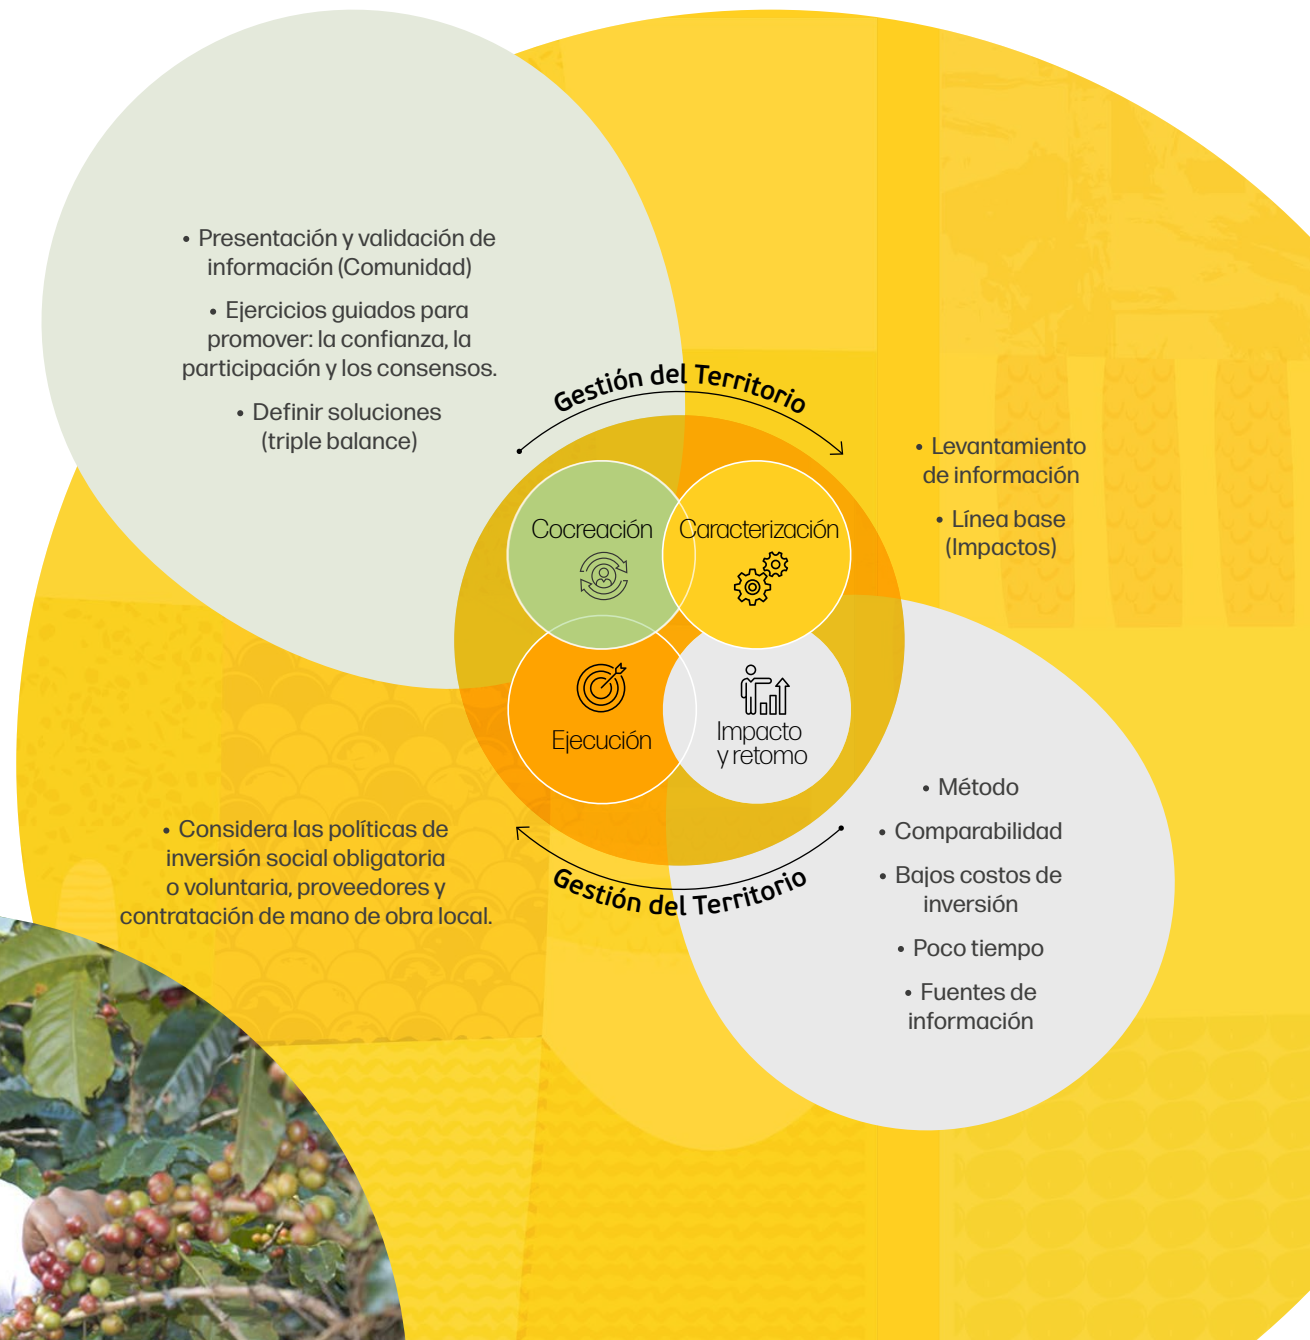 • Presentación y validación de
información (Comunidad)
• Ejercicios guiados para
promover: la confianza, la
participación y los consensos.
• Definir soluciones
(triple balance)
Gestión del Territorio
• Levantamiento
de información
• Línea base
(Impactos)
Cocreación
Caracterización
Ejecución
Impacto
y retomo
• Considera las políticas de
inversión social obligatoria
o voluntaria, proveedores y
contratación de mano de obra local.
Gestión del Territorio
• Método
• Comparabilidad
• Bajos costos de
inversión
• Poco tiempo
• Fuentes de
información